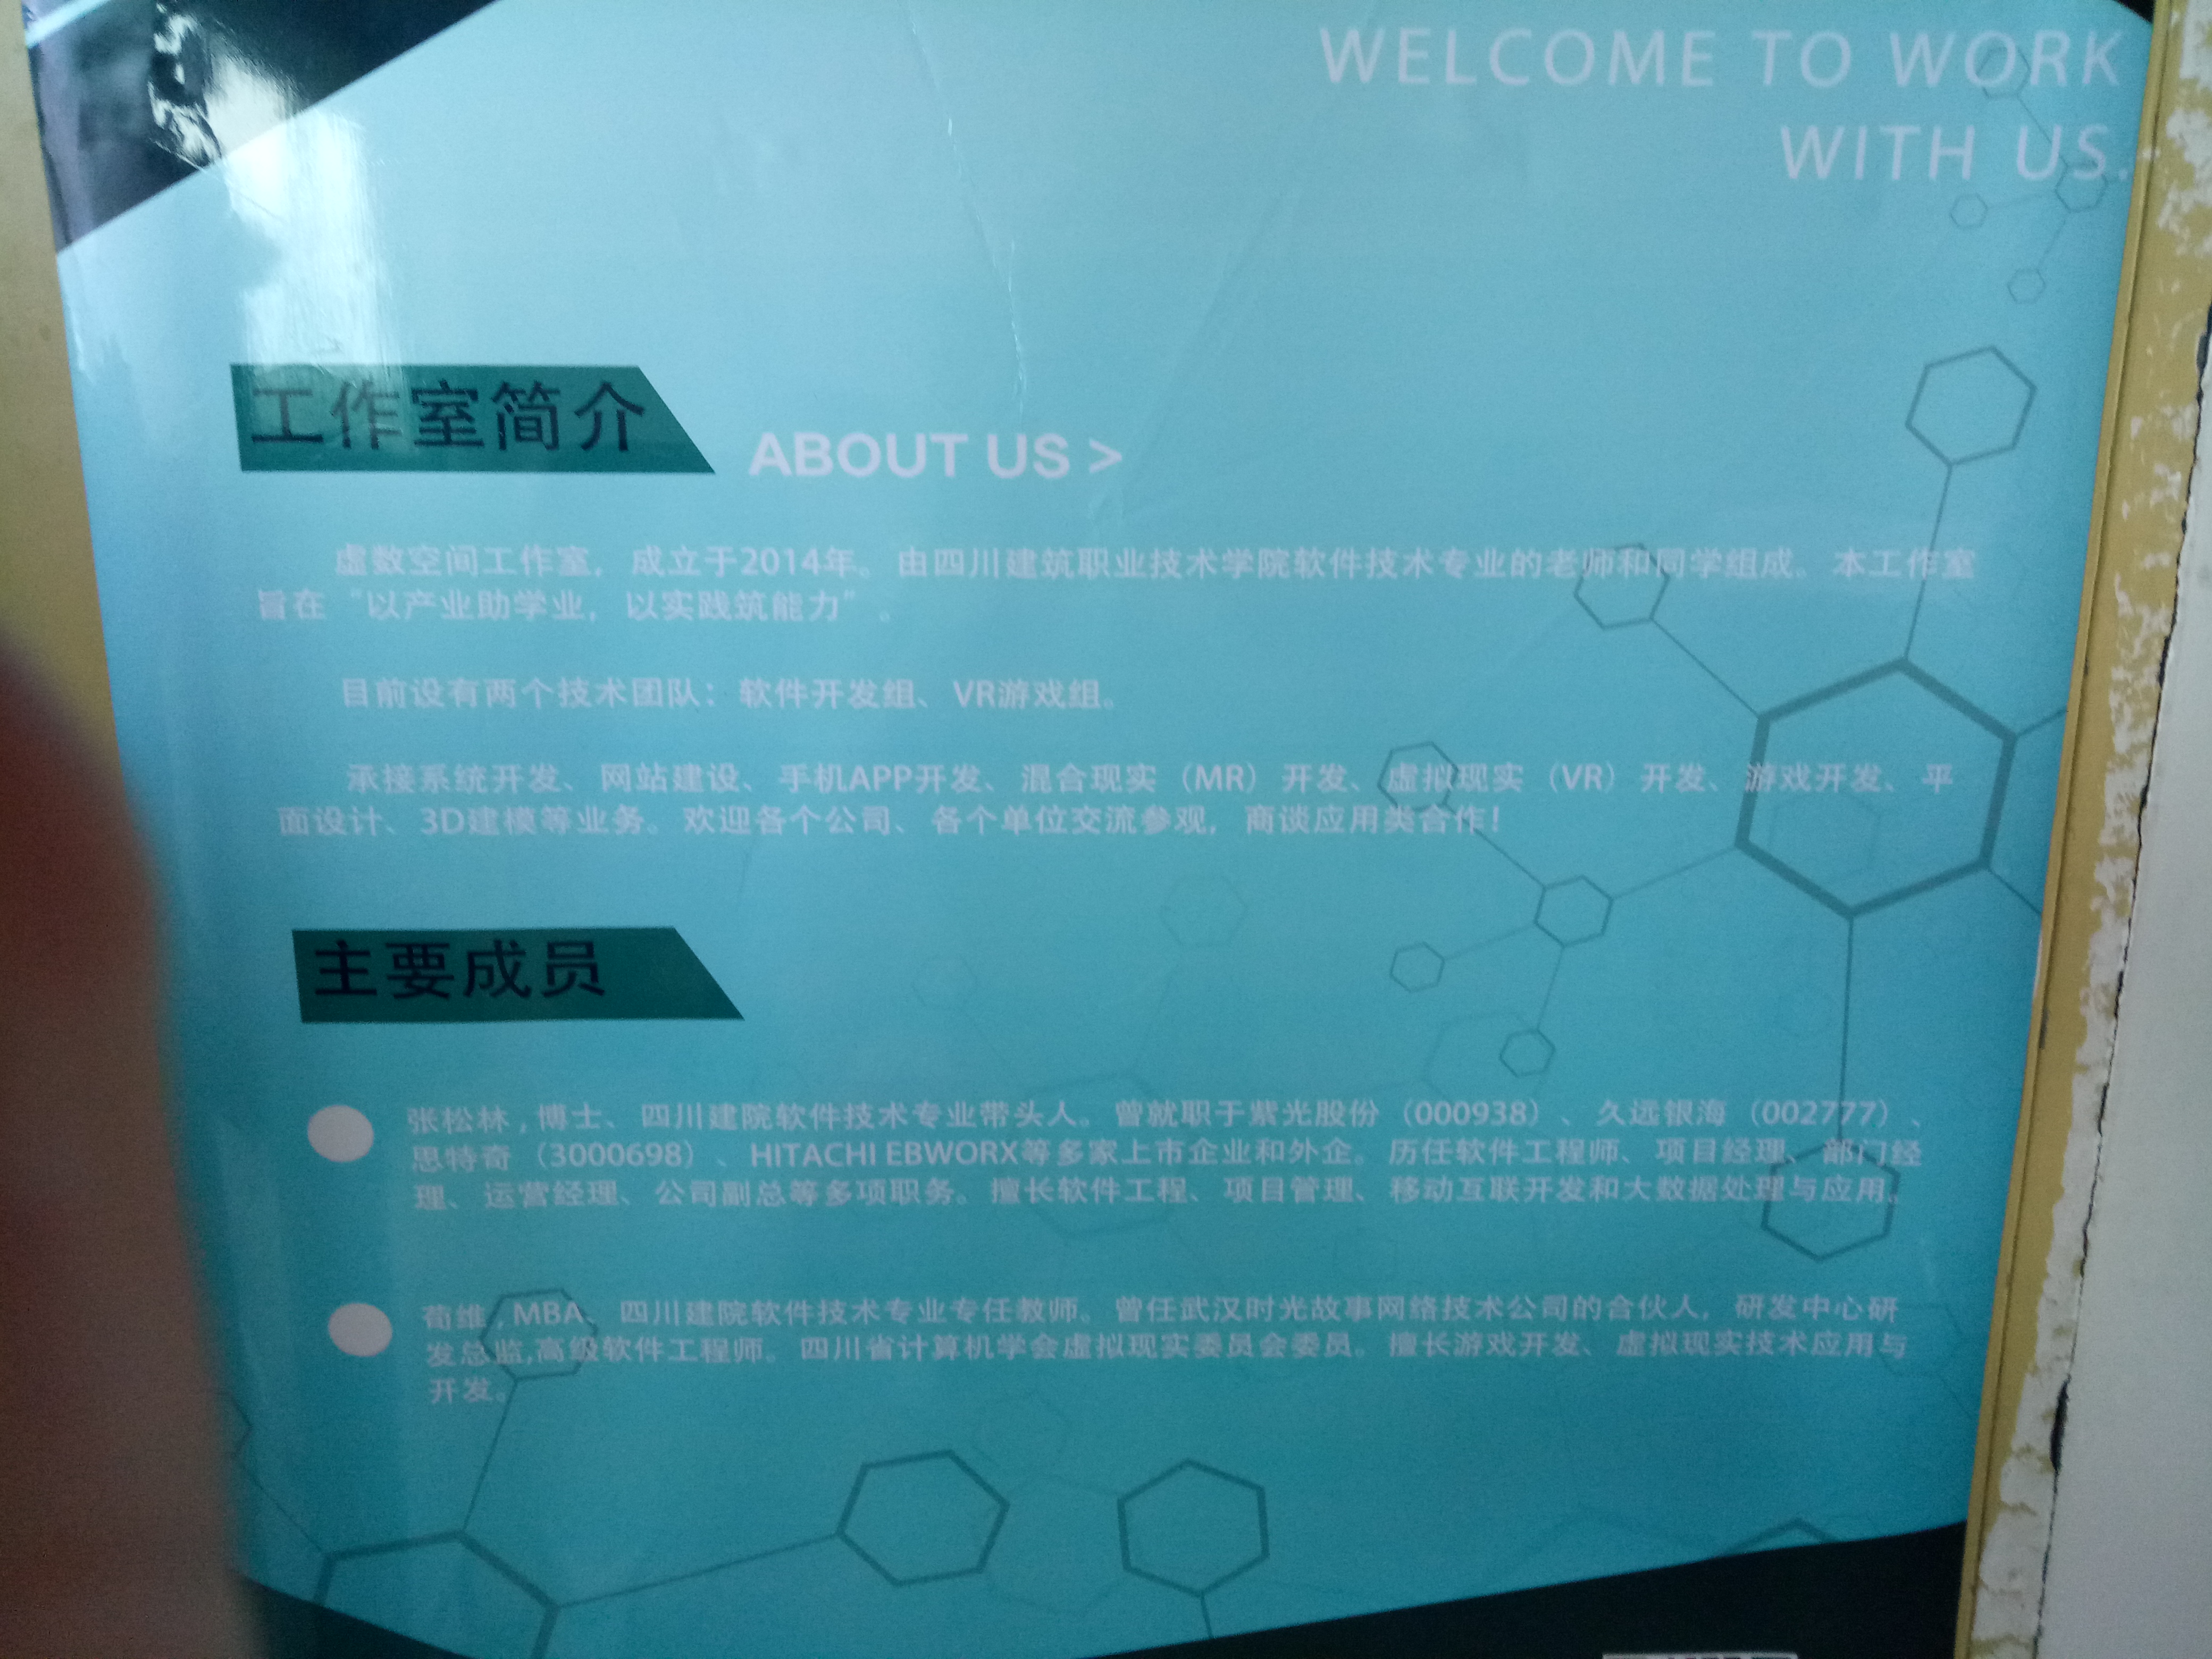 WELCOME TO WORK
WITH US.
工作室简介
ABOUT US >
虚数空间工作室，成立于2014年。由四川建筑职业技术学院软件技术专业的老师和同学组成。本工作室
旨在“以产业助学业，以实践筑能力”。
目前设有两个技术团队：软件开发组、VR游戏组。
承接系统开发、网站建设、手机APP开发、混合现实（MR）开发、虚拟现实（VR）开发、游戏开发、平
面设计、3D建模等业务。欢迎各个公司、各个单位交流参观，商谈应用类合作！
主要成员
张松林,博士、四川建院软件技术专业带头人。曾就职于紫光股份（000938）、久远银海（002777）、
思特奇（3000698）、HITACHI EBWORX等多家上市企业和外企。历任软件工程师、项目经理、部门经
理、运营经理、公司副总等多项职务。擅长软件工程、项目管理、移动互联开发和大数据处理与应用。
荀维,MBA、四川建院软件技术专业专任教师。曾任武汉时光故事网络技术公司的合伙人，研发中心研
发总监,高级软件工程师。四川省计算机学会虚拟现实委员会委员。擅长游戏开发、虚拟现实技术应用与
开发。